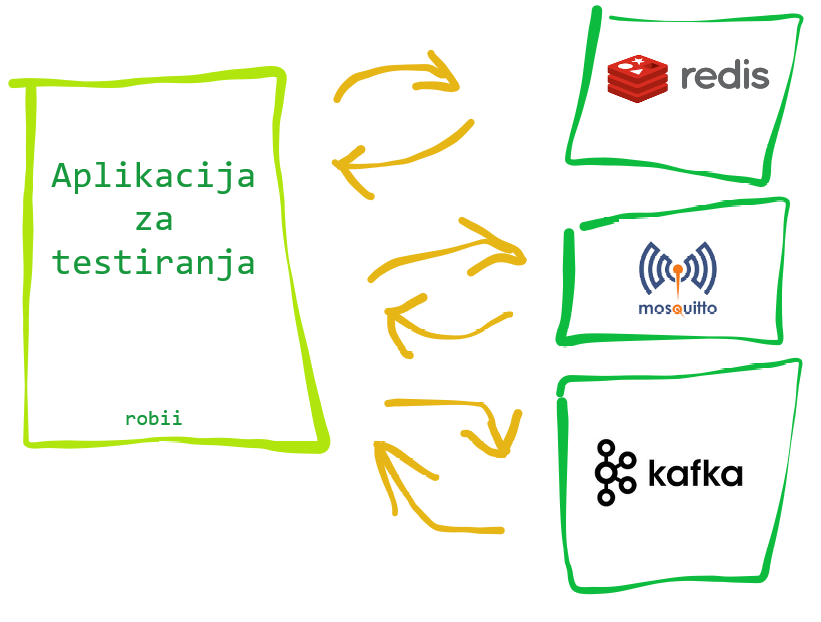 Aplikacija
za
testiranja
robii
redis
mosquitto
kafka